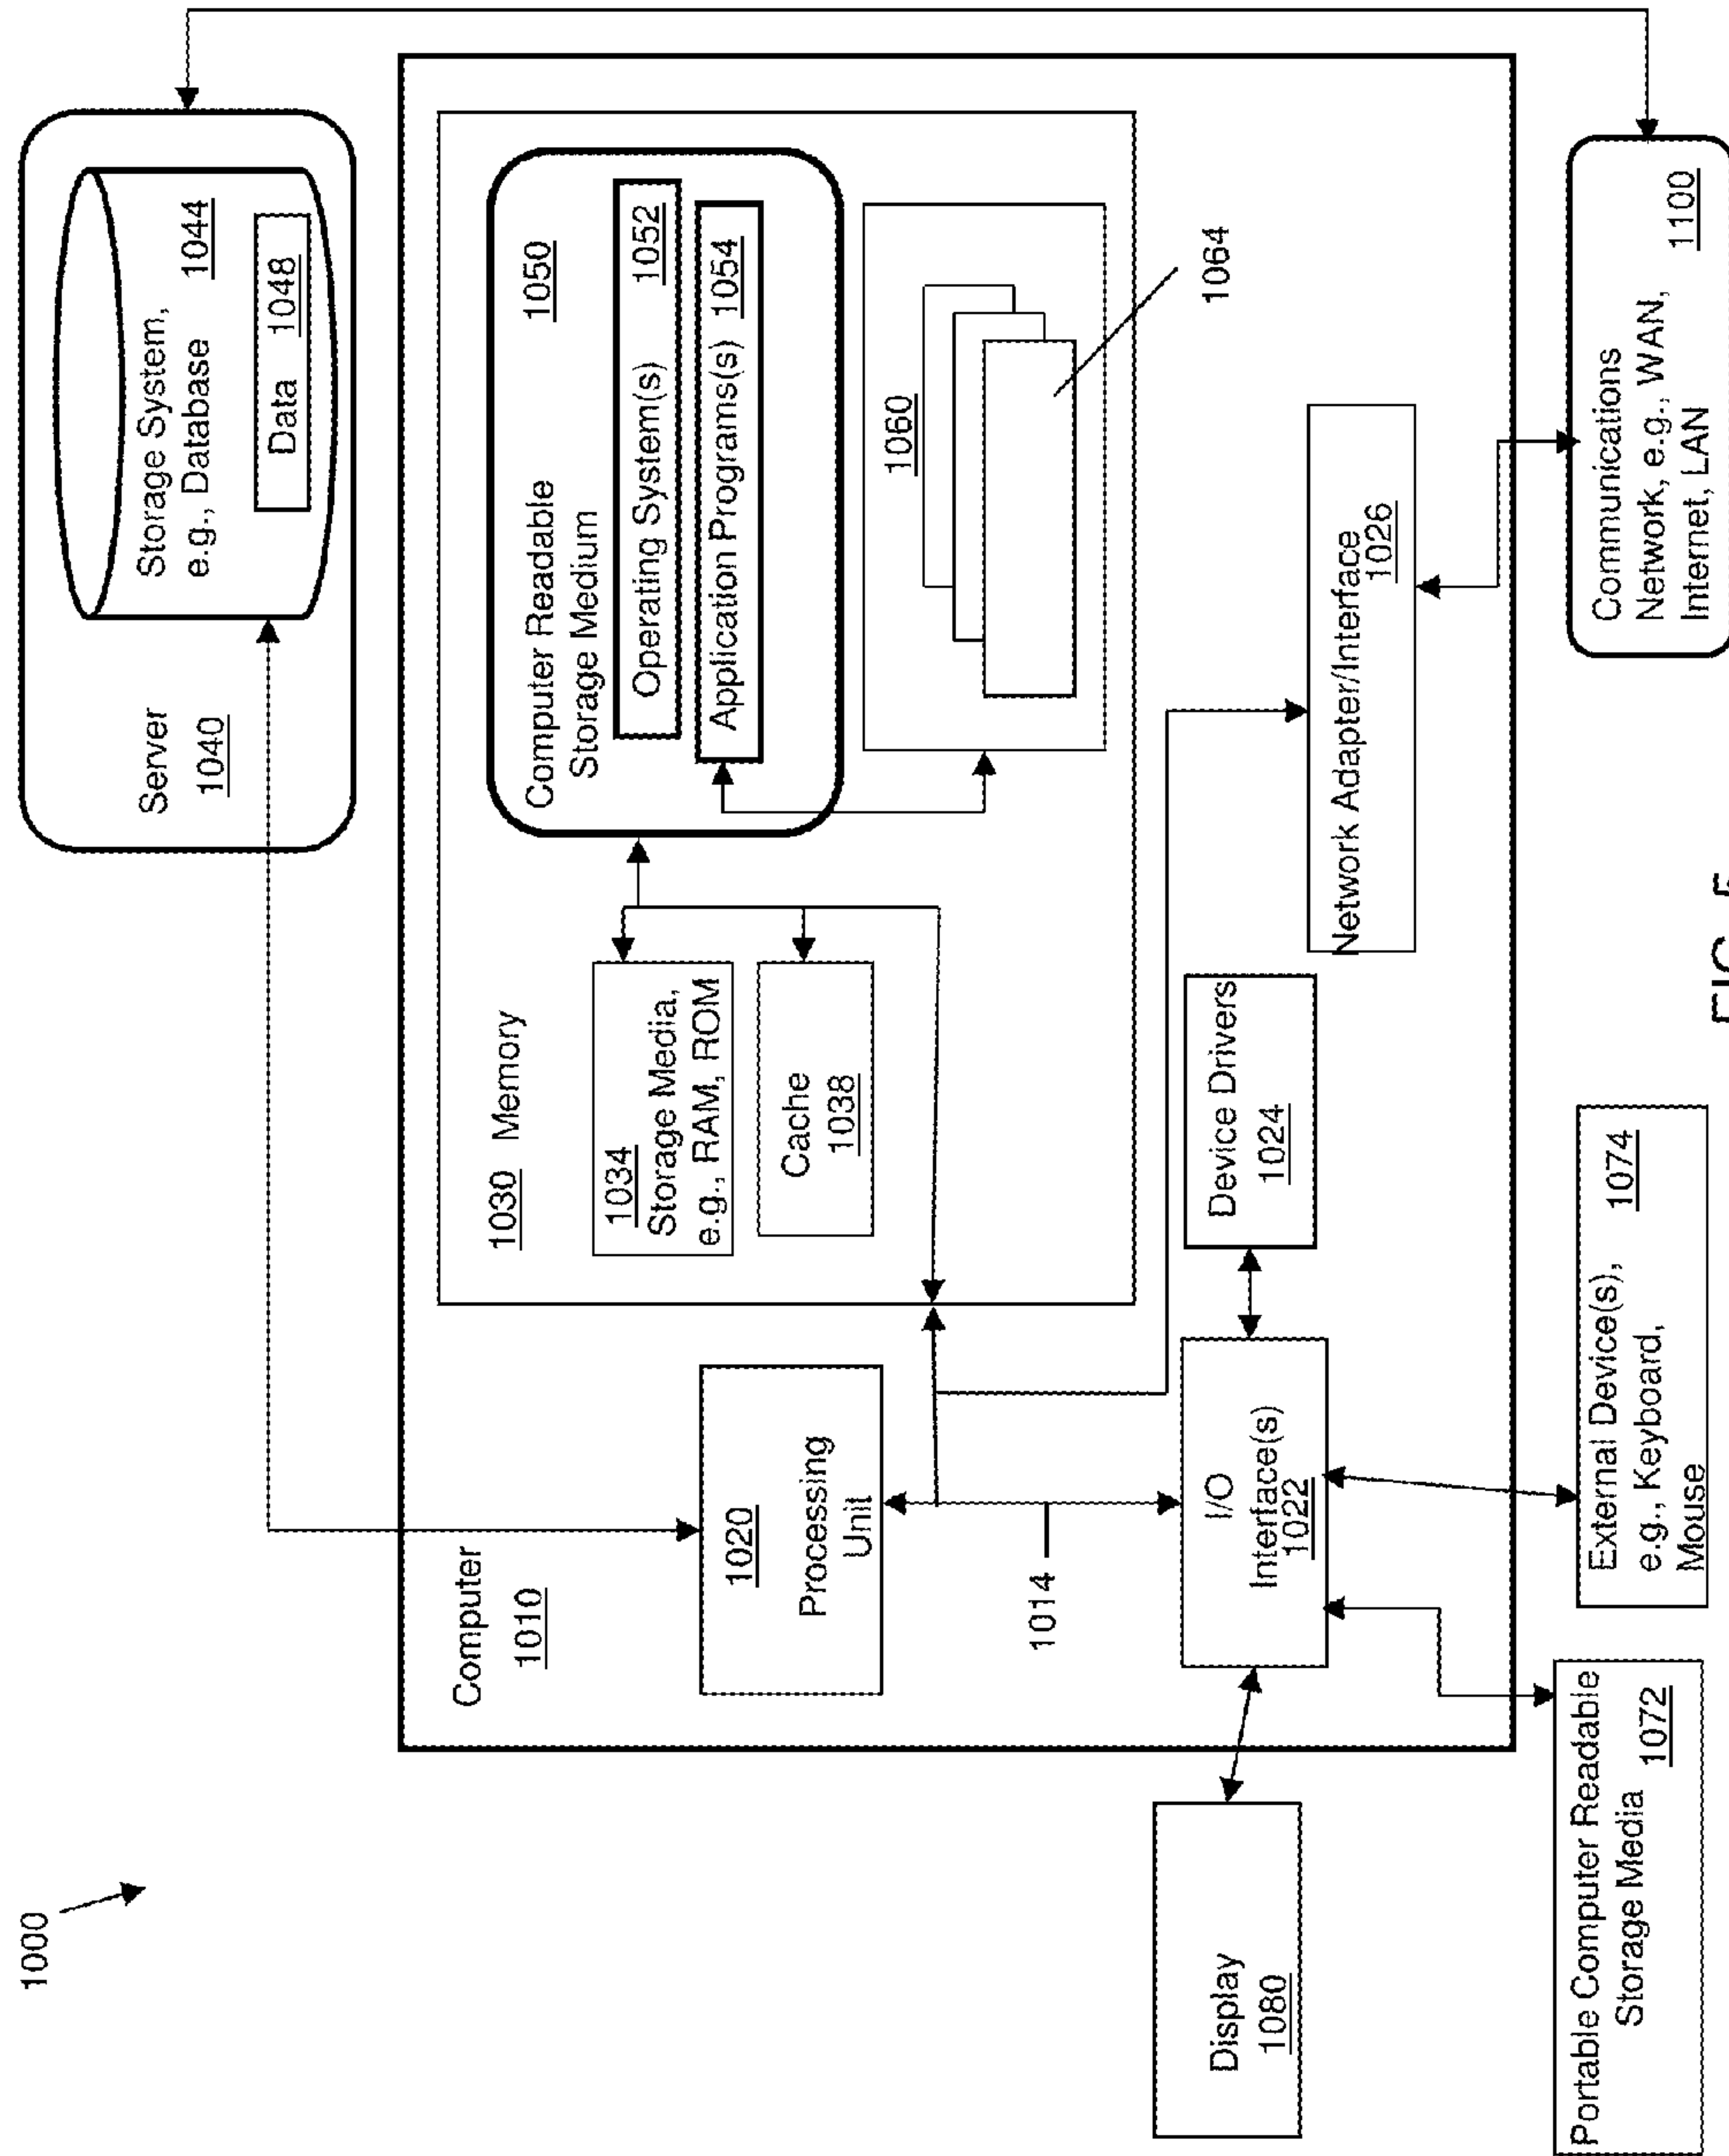 1000
Server
1040
Storage System,
e.g., Database 1044
Data 1048
Computer
1010
1020
Processing
Unit
1014
1030 Memory
1034
Storage Media,
e.g., RAM, ROM
Cache
1038
Computer Readable
Storage Medium 1050
Operating System(s) 1052
Application Programs(s) 1054
1060
1064
I/O
Interface(s)
1022
Device Drivers
1024
Network Adapter/Interface
1026
Display
1080
Portable Computer Readable
Storage Media 1072
External Device(s),
e.g., Keyboard, 1074
Mouse
Communications
Network, e.g., WAN,
Internet, LAN 1100